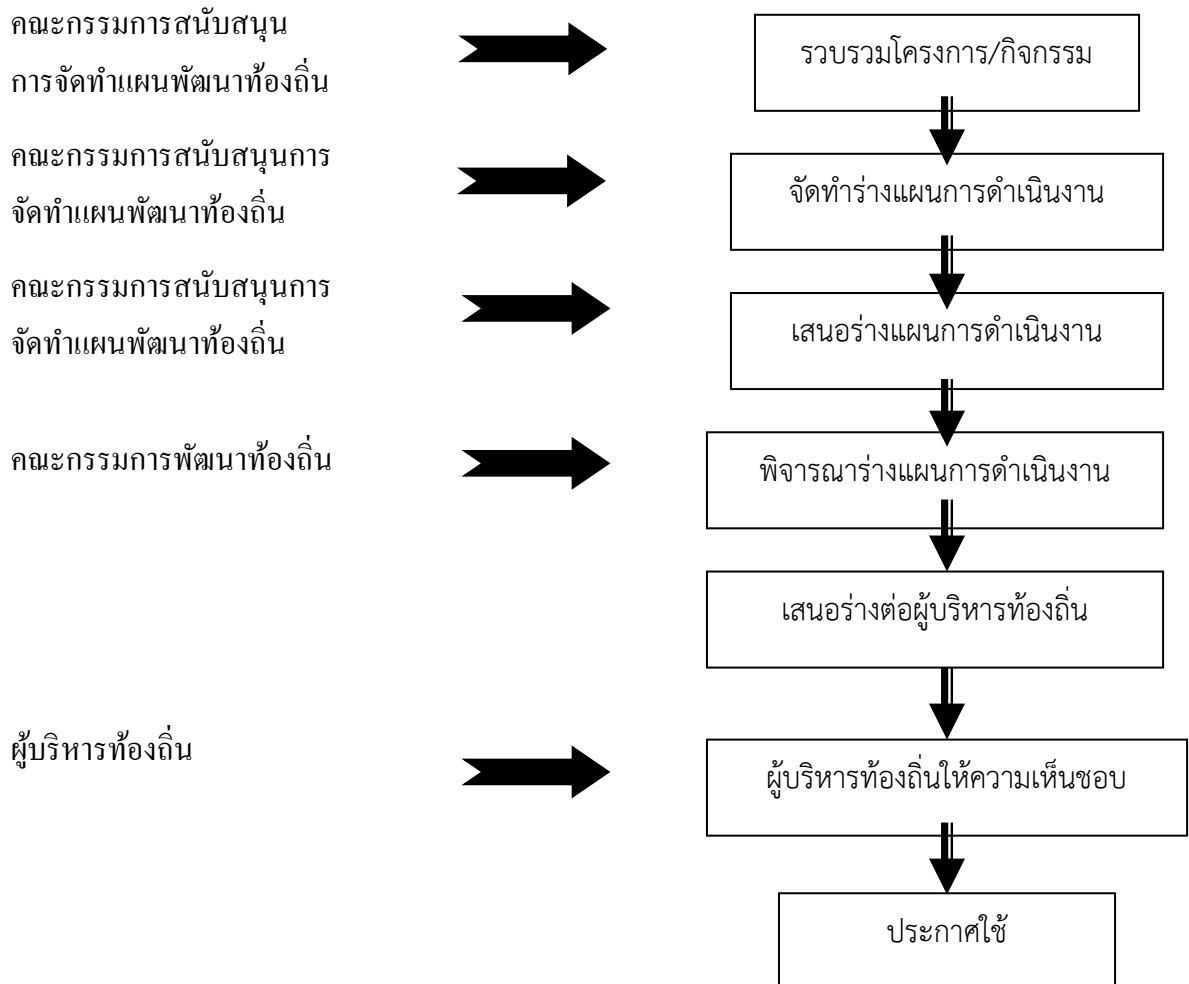 คณะกรรมการสนับสนุน
การจัดทำแผนพัฒนาท้องถิ่น
รวบรวมโครงการ/กิจกรรม
คณะกรรมการสนับสนุนการ
จัดทำแผนพัฒนาท้องถิ่น
จัดทำร่างแผนการดำเนินงาน
คณะกรรมการสนับสนุนการ
จัดทำแผนพัฒนาท้องถิ่น
เสนอร่างแผนการดำเนินงาน
คณะกรรมการพัฒนาท้องถิ่น
พิจารณาร่างแผนการดำเนินงาน
เสนอร่างต่อผู้บริหารท้องถิ่น
ผู้บริหารท้องถิ่น
ผู้บริหารท้องถิ่นให้ความเห็นชอบ
ประกาศใช้